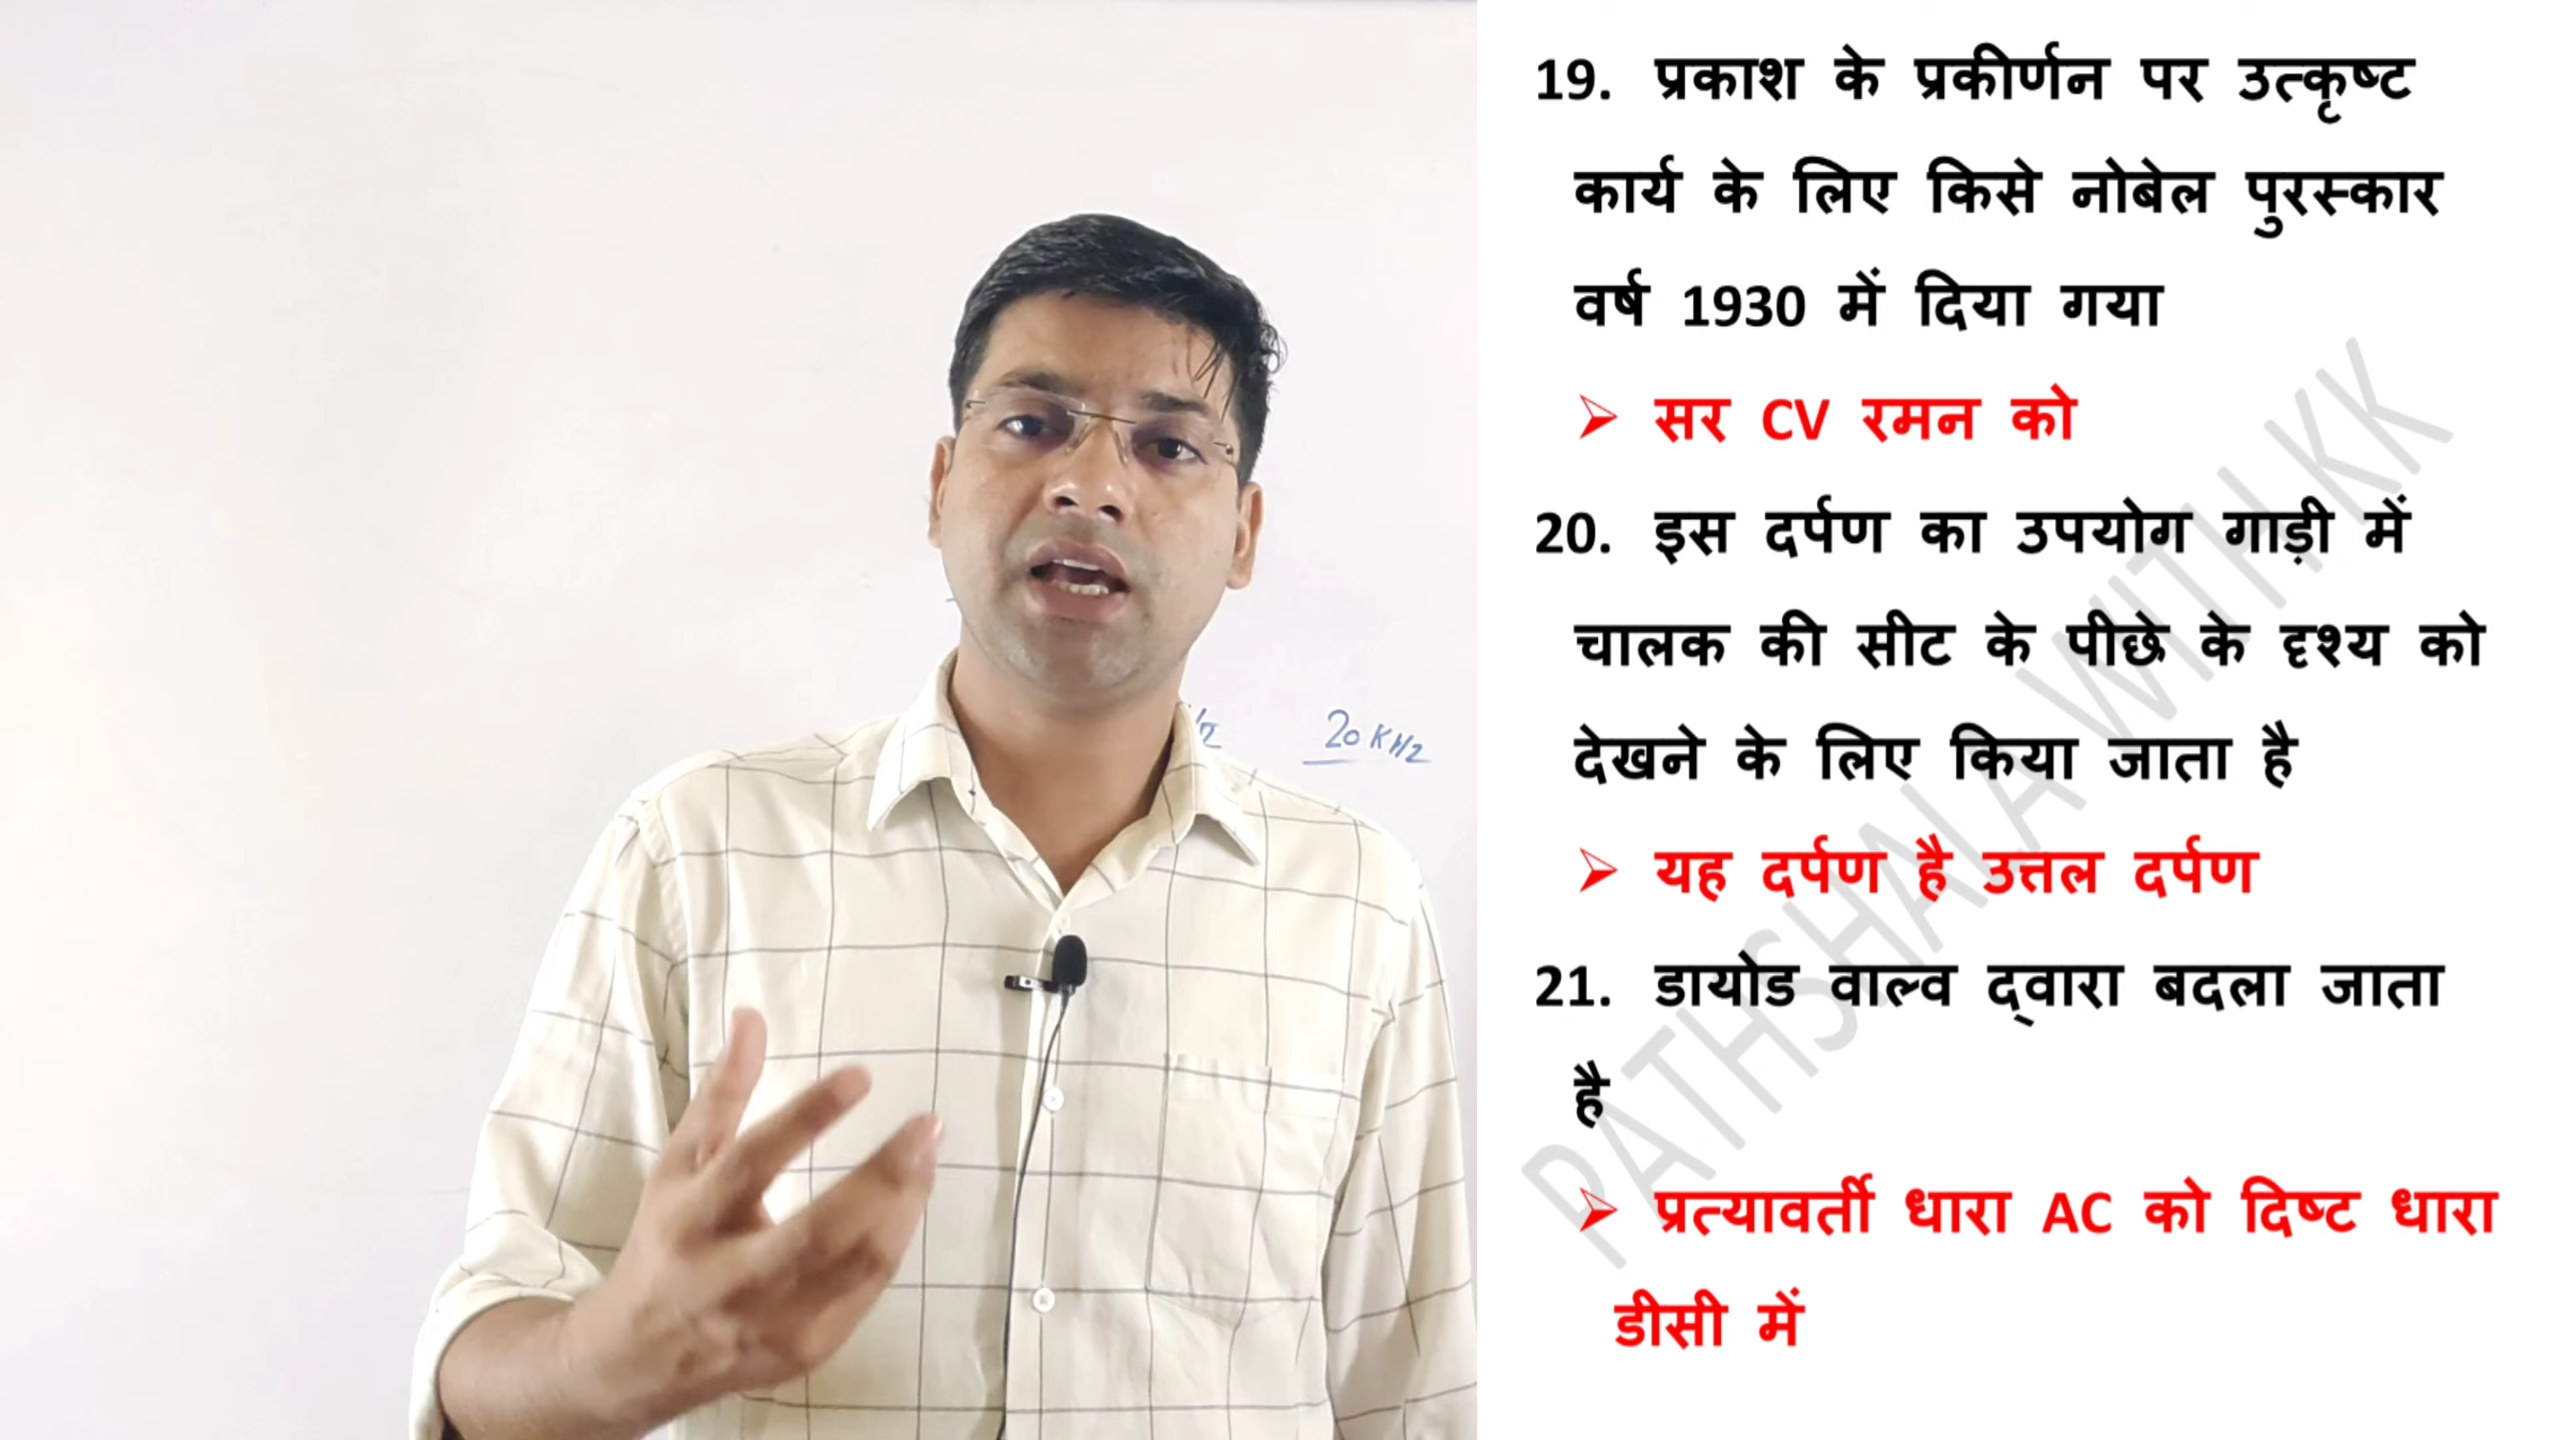 19. प्रकाश के प्रकीर्णन पर उत्कृष्ट
कार्य के लिए किसे नोबेल पुरस्कार
वर्ष 1930 में दिया गया
➢ सर CV रमन को
20. इस दर्पण का उपयोग गाड़ी में
चालक की सीट के पीछे के दृश्य को
देखने के लिए किया जाता है
➢ यह दर्पण है उत्तल दर्पण
21. डायोड वाल्व द्वारा बदला जाता
है
➢ प्रत्यावर्ती धारा AC को दिष्ट धारा
डीसी में
PATHSHALA WITH KK
20 KHz